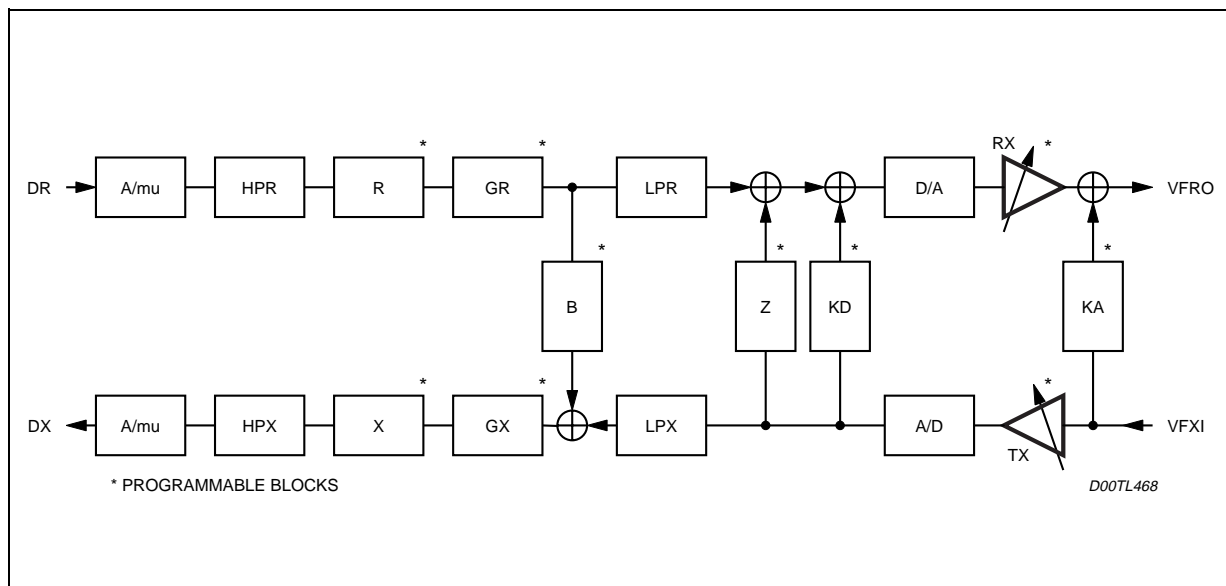 RX *
* *
DR A/mu HPR R GR LPR D/A VFRO
* * * *
B Z KD KA
* * *
DX A/mu HPX X GX LPX A/D VFXI
TX
* PROGRAMMABLE BLOCKS D00TL468